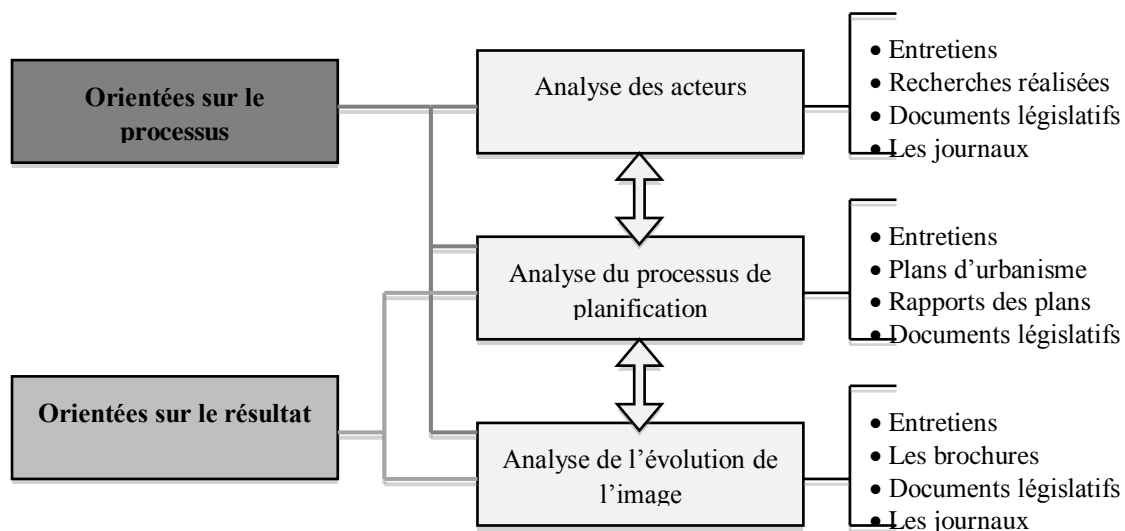 Orientées sur le
processus
Analyse des acteurs
• Entretiens
• Recherches réalisées
• Documents législatifs
• Les journaux
Analyse du processus de
planification
• Entretiens
• Plans d’urbanisme
• Rapports des plans
• Documents législatifs
Orientées sur le résultat
Analyse de l’évolution de
l’image
• Entretiens
• Les brochures
• Documents législatifs
• Les journaux